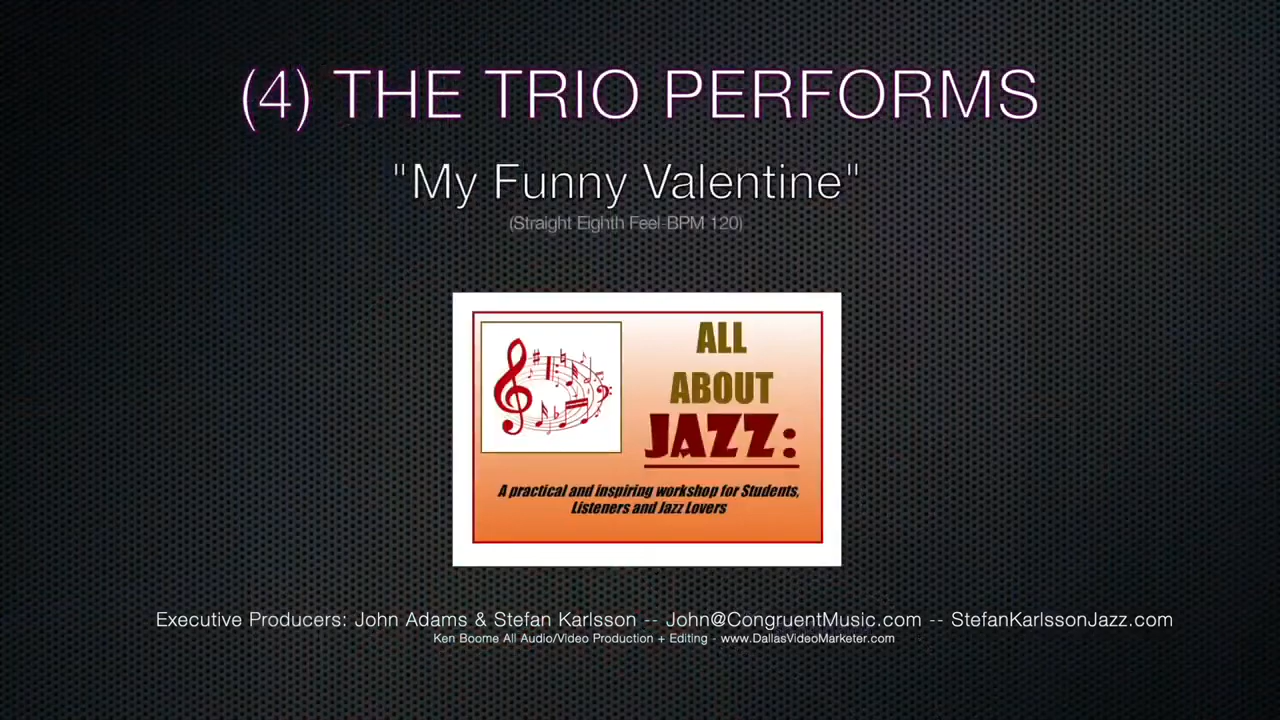 (4) THE TRIO PERFORMS
"My Funny Valentine"
(Straight Eighth Feel-BPM 120)
ALL
ABOUT
JAZZ:
A practical and inspiring workshop for Students,
Listeners and Jazz Lovers
Executive Producers: John Adams & Stefan Karlsson -- John@CongruentMusic.com -- StefanKarlssonJazz.com
Ken Boome All Audio/Video Production + Editing - www.DallasVideoMarketer.com